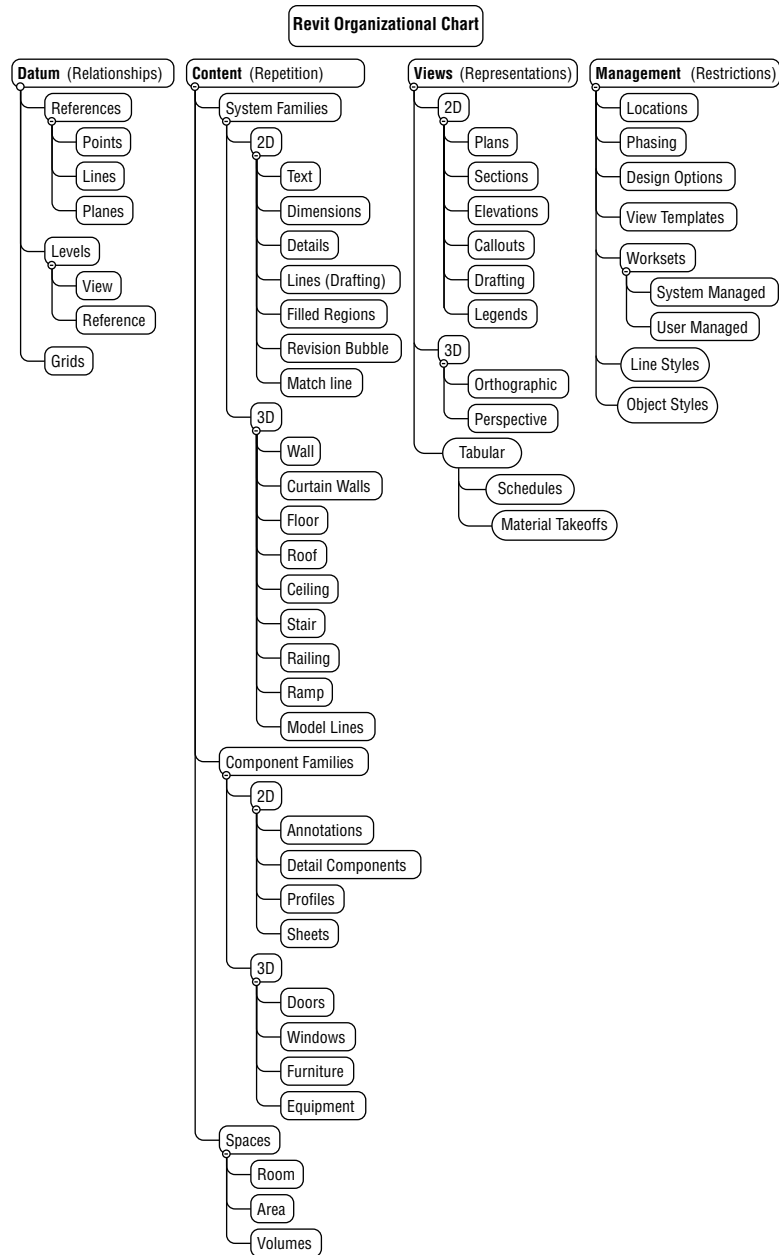 Revit Organizational Chart
Datum (Relationships)
References
Points
Lines
Planes
Levels
View
Reference
Grids
Content (Repetition)
System Families
2D
Text
Dimensions
Details
Lines (Drafting)
Filled Regions
Revision Bubble
Match line
3D
Wall
Curtain Walls
Floor
Roof
Ceiling
Stair
Railing
Ramp
Model Lines
Component Families
2D
Annotations
Detail Components
Profiles
Sheets
3D
Doors
Windows
Furniture
Equipment
Spaces
Room
Area
Volumes
Views (Representations)
2D
Plans
Sections
Elevations
Callouts
Drafting
Legends
3D
Orthographic
Perspective
Tabular
Schedules
Material Takeoffs
Management (Restrictions)
Locations
Phasing
Design Options
View Templates
Worksets
System Managed
User Managed
Line Styles
Object Styles